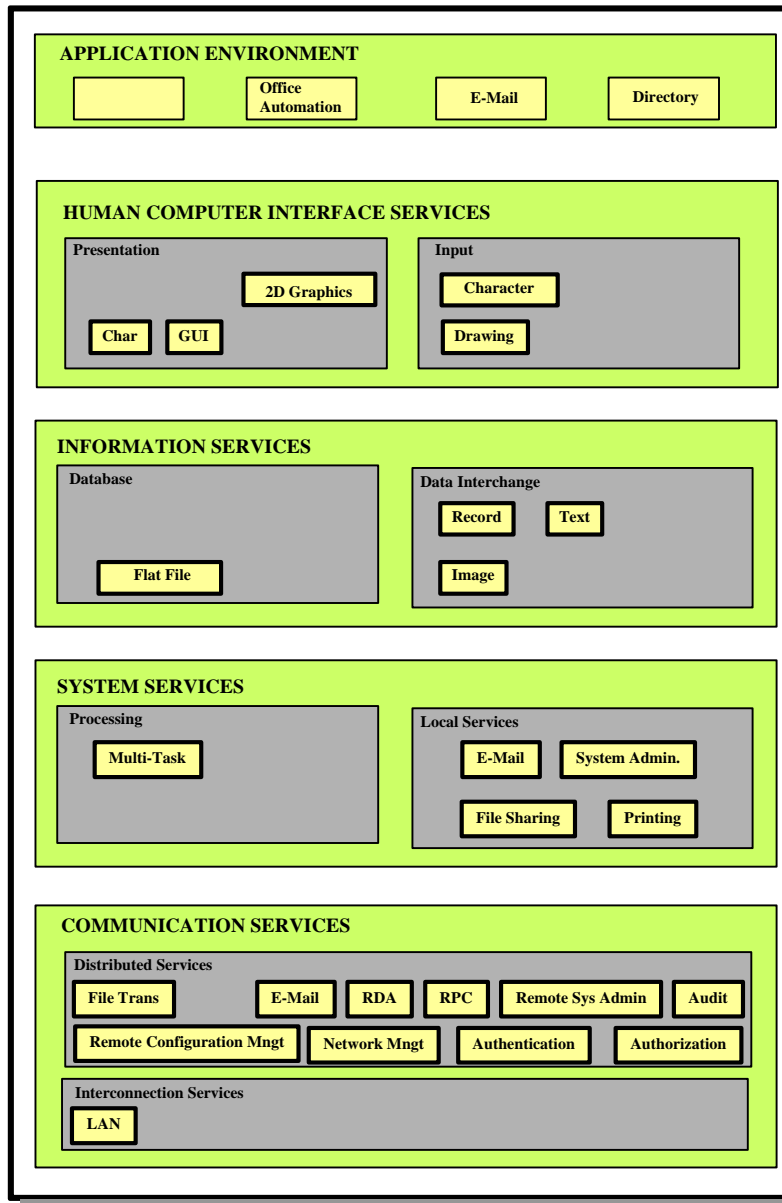 APPLICATION ENVIRONMENT
Office
Automation
E-Mail
Directory
HUMAN COMPUTER INTERFACE SERVICES
Presentation
2D Graphics
Char
GUI
Input
Character
Drawing
INFORMATION SERVICES
Database
Flat File
Data Interchange
Record
Text
Image
SYSTEM SERVICES
Processing
Multi-Task
Local Services
E-Mail
System Admin.
File Sharing
Printing
COMMUNICATION SERVICES
Distributed Services
File Trans
E-Mail
RDA
RPC
Remote Sys Admin
Audit
Remote Configuration Mngt
Network Mngt
Authentication
Authorization
Interconnection Services
LAN